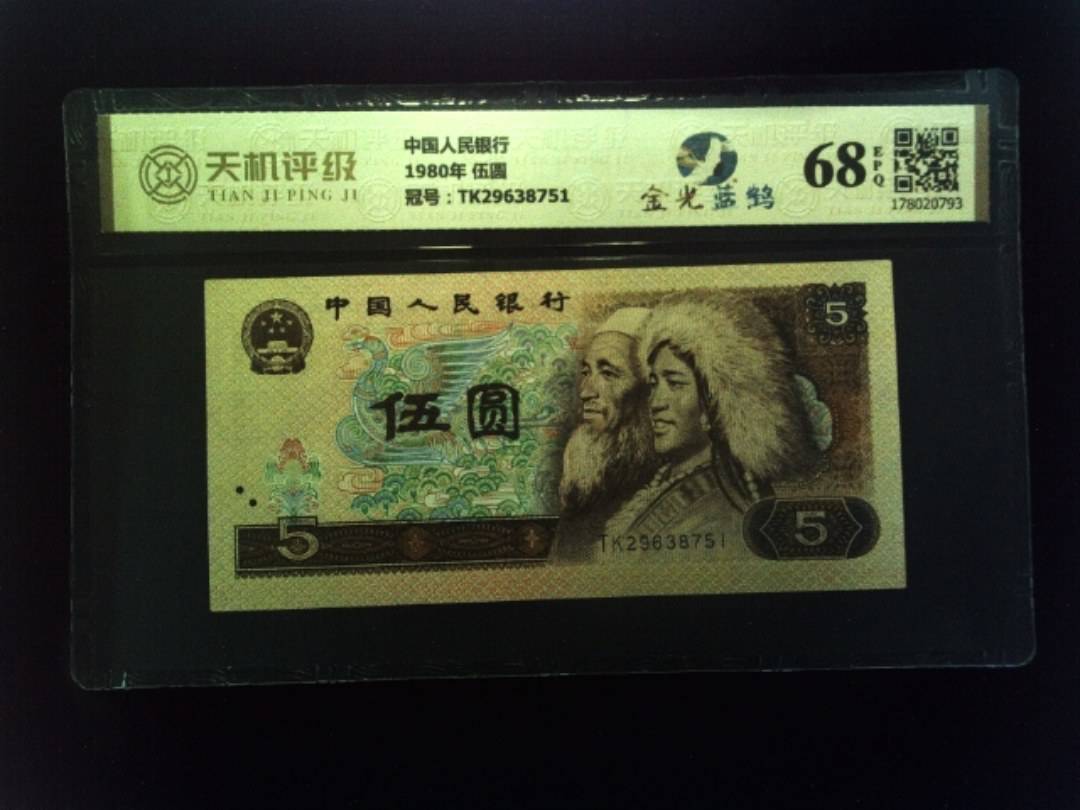 天机评级
TIAN JI PING JI
中国人民银行
1980年 伍圆
冠号：TK29638751
金光蓝鹤
68
EPQ
178020793
中国人民银行
5
伍圆
5
TK29638751
5